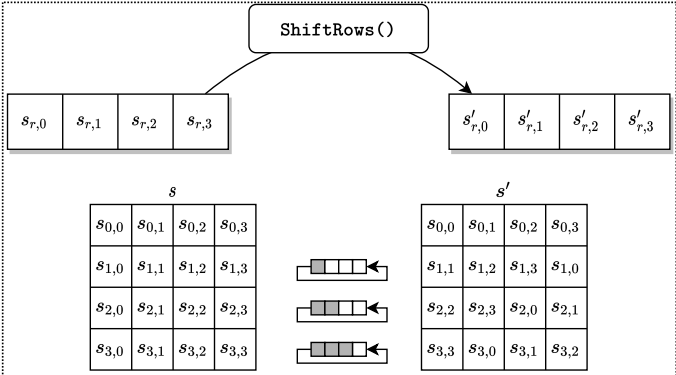 ShiftRows()
s_{r,0} s_{r,1} s_{r,2} s_{r,3} s'_{r,0} s'_{r,1} s'_{r,2} s'_{r,3}
s s'
s_{0,0} s_{0,1} s_{0,2} s_{0,3} s_{0,0} s_{0,1} s_{0,2} s_{0,3}
s_{1,0} s_{1,1} s_{1,2} s_{1,3} s_{1,1} s_{1,2} s_{1,3} s_{1,0}
s_{2,0} s_{2,1} s_{2,2} s_{2,3} s_{2,2} s_{2,3} s_{2,0} s_{2,1}
s_{3,0} s_{3,1} s_{3,2} s_{3,3} s_{3,3} s_{3,0} s_{3,1} s_{3,2}